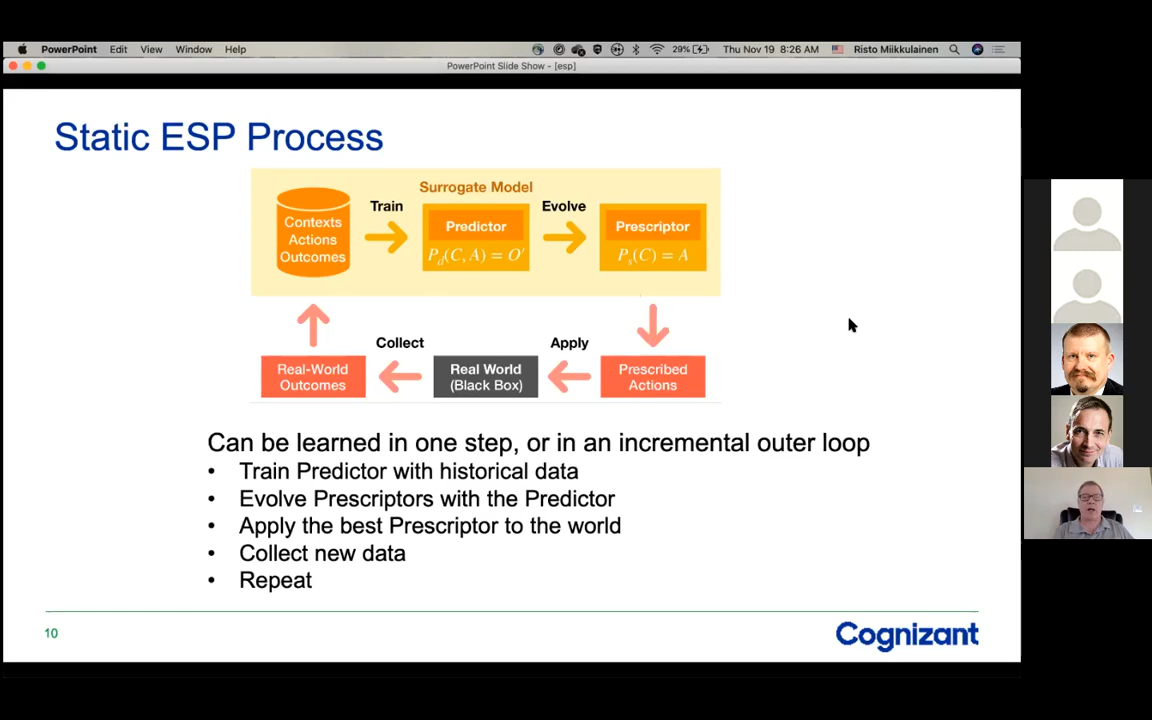 PowerPoint Edit View Window Help 29% Thu Nov 19 8:26 AM Risto Miikkulainen
PowerPoint Slide Show - [esp]
Static ESP Process
Surrogate Model
Train
Evolve
Contexts
Actions
Outcomes
Predictor
P_d(C, A) = O′
Prescriptor
P_s(C) = A
Collect
Apply
Real-World
Outcomes
Real World
(Black Box)
Prescribed
Actions
Can be learned in one step, or in an incremental outer loop
• Train Predictor with historical data
• Evolve Prescriptors with the Predictor
• Apply the best Prescriptor to the world
• Collect new data
• Repeat
10
Cognizant